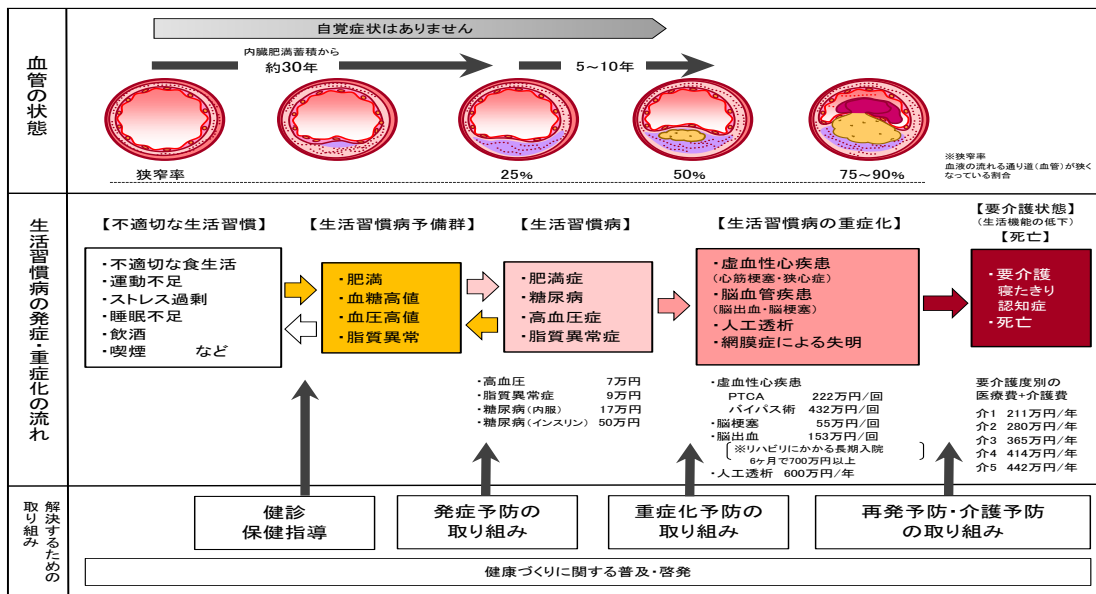 血管の状態
自覚症状はありません
内臓肥満蓄積から
約30年
5～10年
狭窄率
25%
50%
75～90%
※狭窄率
血液の流れる通り道(血管)が狭く
なっている割合
生活習慣病の発症・重症化の流れ
【不適切な生活習慣】
・不適切な食生活
・運動不足
・ストレス過剰
・睡眠不足
・飲酒
・喫煙 など
【生活習慣病予備群】
・肥満
・血糖高値
・血圧高値
・脂質異常
【生活習慣病】
・肥満症
・糖尿病
・高血圧症
・脂質異常症
・高血圧 7万円
・脂質異常症 9万円
・糖尿病(内服) 17万円
・糖尿病(インスリン) 50万円
【生活習慣病の重症化】
・虚血性心疾患
(心筋梗塞・狭心症)
・脳血管疾患
(脳出血・脳梗塞)
・人工透析
・網膜症による失明
・虚血性心疾患
PTCA 222万円/回
バイパス術 432万円/回
・脳梗塞 55万円/回
・脳出血 153万円/回
※リハビリにかかる長期入院
6ヶ月で700万円以上
・人工透析 600万円/年
【要介護状態】
(生活機能の低下)
【死亡】
・要介護
寝たきり
認知症
・死亡
要介護度別の
医療費+介護費
介1 211万円/年
介2 280万円/年
介3 365万円/年
介4 414万円/年
介5 442万円/年
解決するための
取り組み
健診
保健指導
発症予防の
取り組み
重症化予防の
取り組み
再発予防・介護予防
の取り組み
健康づくりに関する普及・啓発